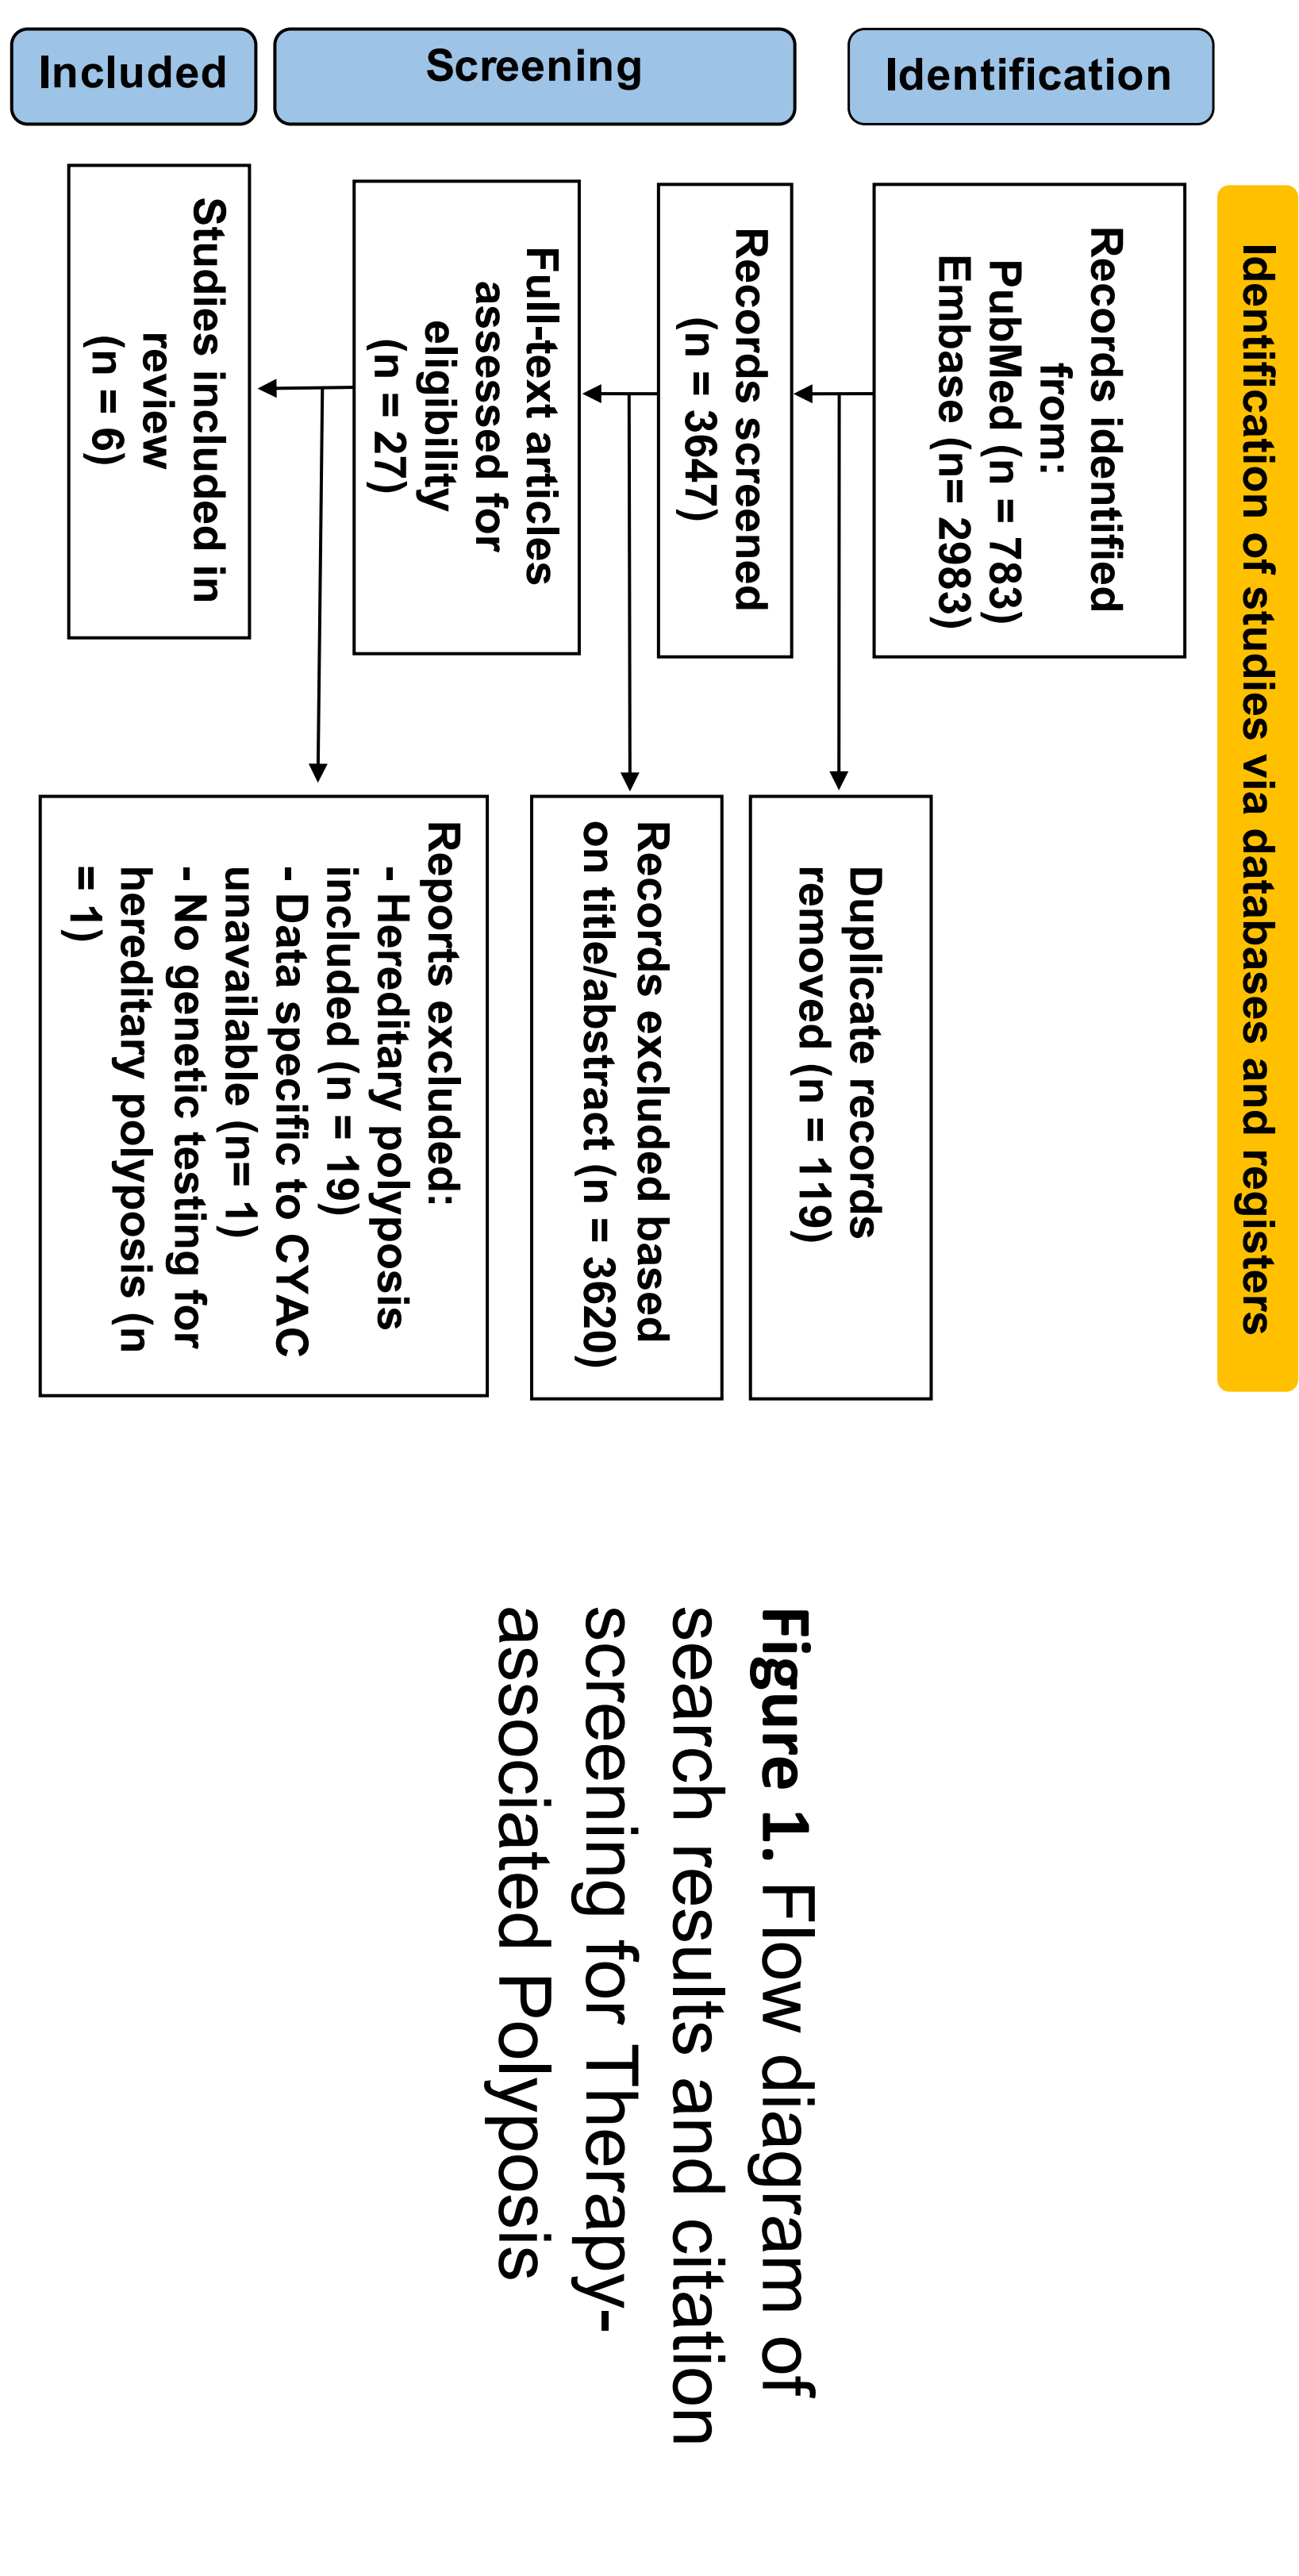 Identification of studies via databases and registers
Identification
Records identified
from:
PubMed (n = 783)
Embase (n= 2983)
Duplicate records
removed (n = 119)
Screening
Records screened
(n = 3647)
Records excluded based
on title/abstract (n = 3620)
Full-text articles
assessed for
eligibility
(n = 27)
Reports excluded:
- Hereditary polyposis
included (n = 19)
- Data specific to CYAC
unavailable (n= 1)
- No genetic testing for
hereditary polyposis (n
= 1)
Included
Studies included in
review
(n = 6)
Figure 1. Flow diagram of
search results and citation
screening for Therapy-
associated Polyposis